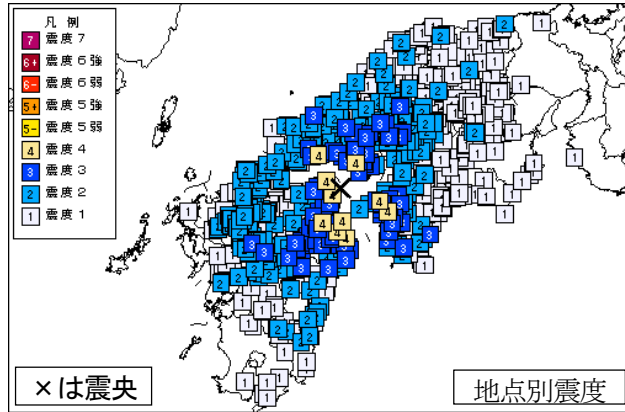 凡 例
7 震度７
6+ 震度６強
6- 震度６弱
5+ 震度５強
5- 震度５弱
4 震度４
3 震度３
2 震度２
1 震度１
×は震央
地点別震度